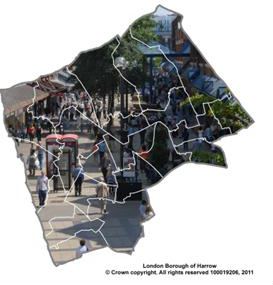 London Borough of Harrow
© Crown copyright. All rights reserved 100019206, 2011